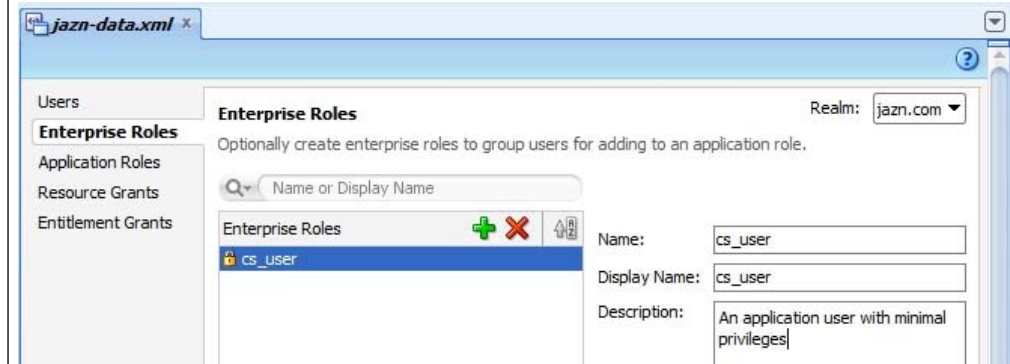 jazn-data.xml
Users
Enterprise Roles
Application Roles
Resource Grants
Entitlement Grants
Enterprise Roles
Realm: jazn.com
Optionally create enterprise roles to group users for adding to an application role.
Name or Display Name
Enterprise Roles
cs_user
Name: cs_user
Display Name: cs_user
Description: An application user with minimal
privileges